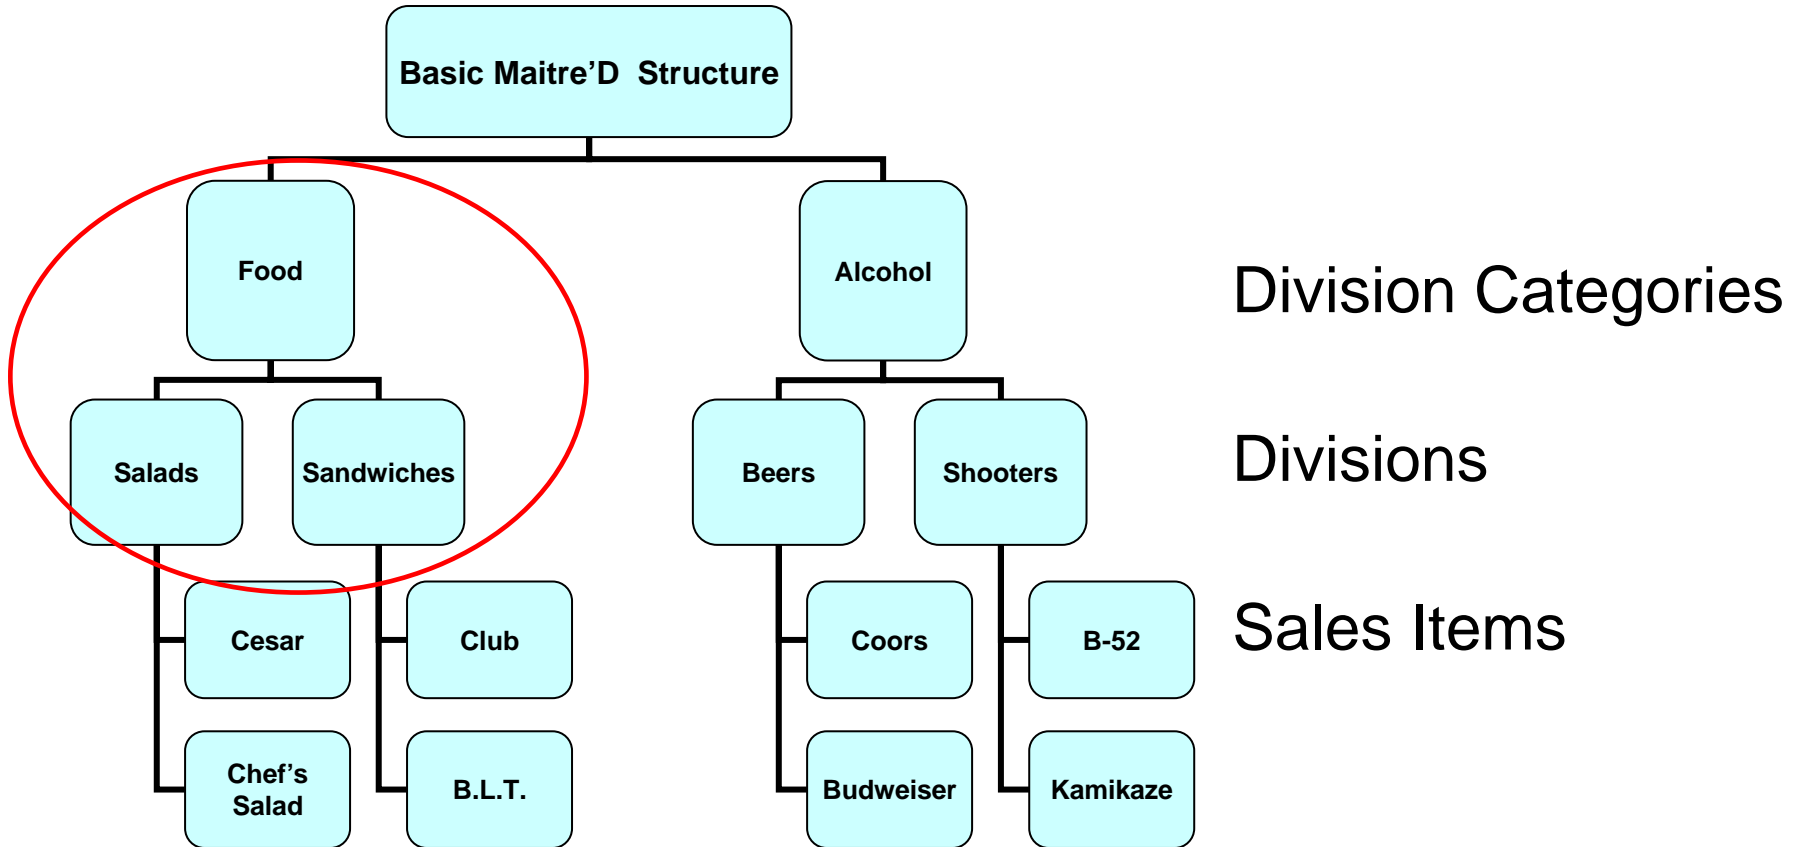 Basic Maitre’D  Structure
Food
Alcohol
Division Categories
Salads
Sandwiches
Beers
Shooters
Divisions
Cesar
Club
Coors
B-52
Sales Items
Chef’s
Salad
B.L.T.
Budweiser
Kamikaze